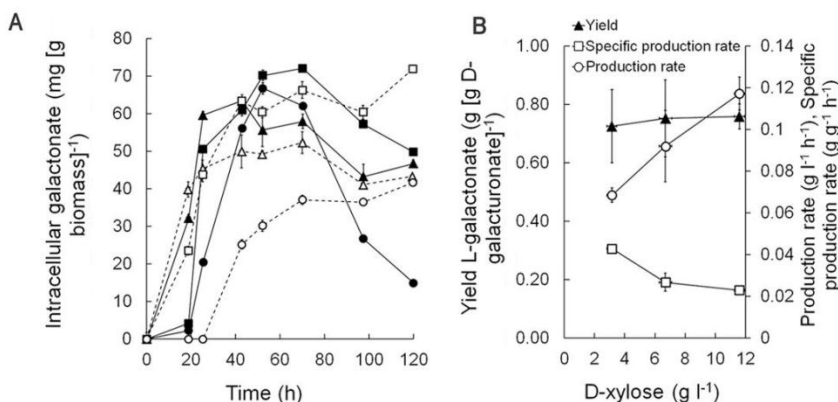 A
Intracellular galactonate (mg [g
biomass]-1)
80
70
60
50
40
30
20
10
0
0 20 40 60 80 100 120
Time (h)
B
Yield
Specific production rate
Production rate
Yield L-galactonate (g [g D-
galacturonate]-1)
1.00
0.80
0.60
0.40
0.20
0.00
0 2 4 6 8 10 12
D-xylose (g l-1)
0.14
0.12
0.1
0.08
0.06
0.04
0.02
0
Production rate (g l-1 h-1), Specific
production rate (g g-1 h-1)